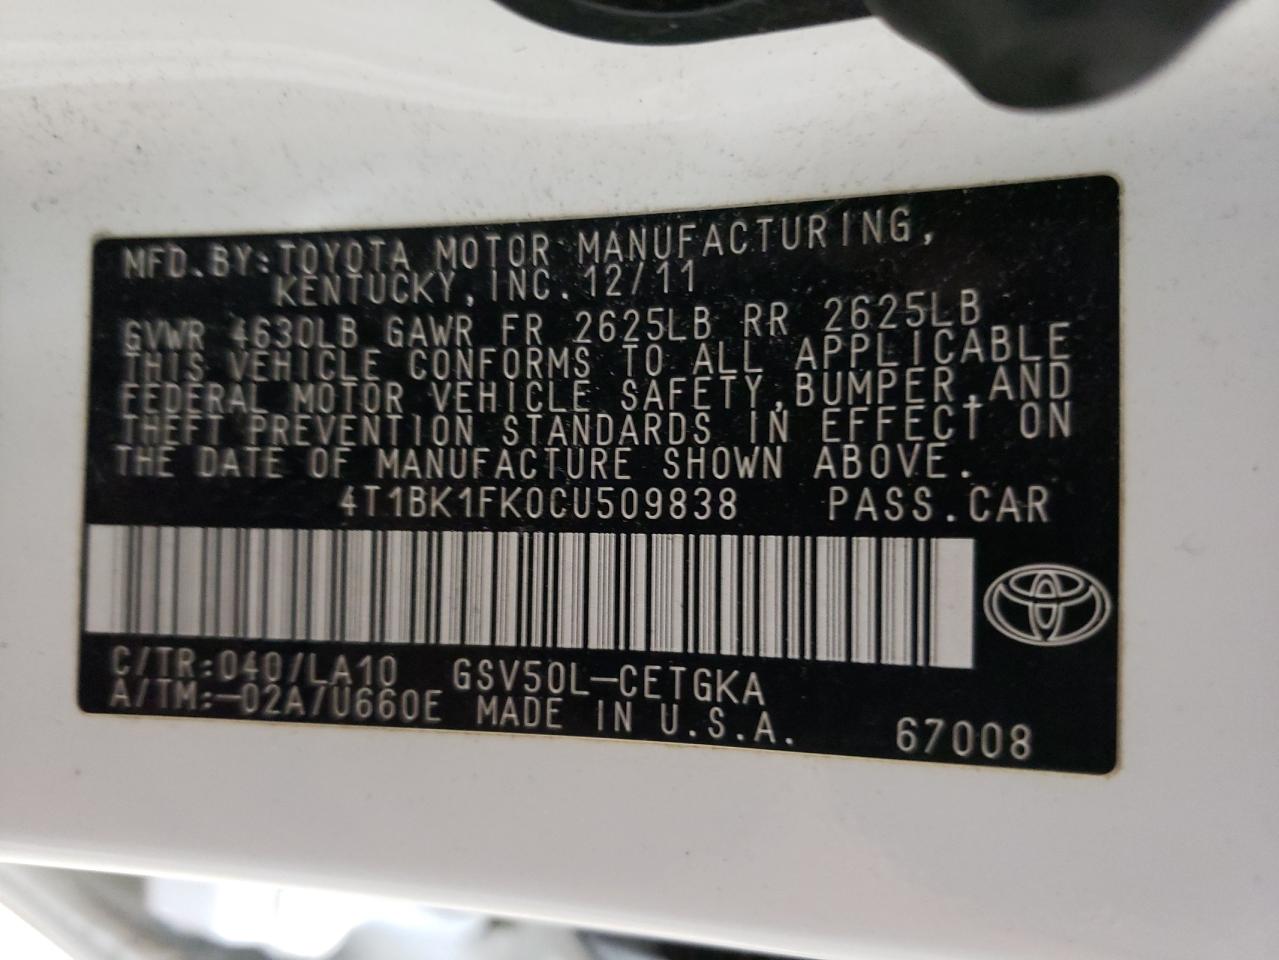 MFD.BY:TOYOTA MOTOR MANUFACTURING,
KENTUCKY, INC. 12/11
GVWR 4630LB GAWR FR 2625LB RR 2625LB
THIS VEHICLE CONFORMS TO ALL APPLICABLE
FEDERAL MOTOR VEHICLE SAFETY,BUMPER,AND
THEFT PREVENTION STANDARDS IN EFFECT ON
THE DATE OF MANUFACTURE SHOWN ABOVE.
4T1BK1FK0CU509838 PASS.CAR
C/TR:040/LA10 GSV50L-CETGKA
A/TM:-02A/U660E MADE IN U.S.A. 67008